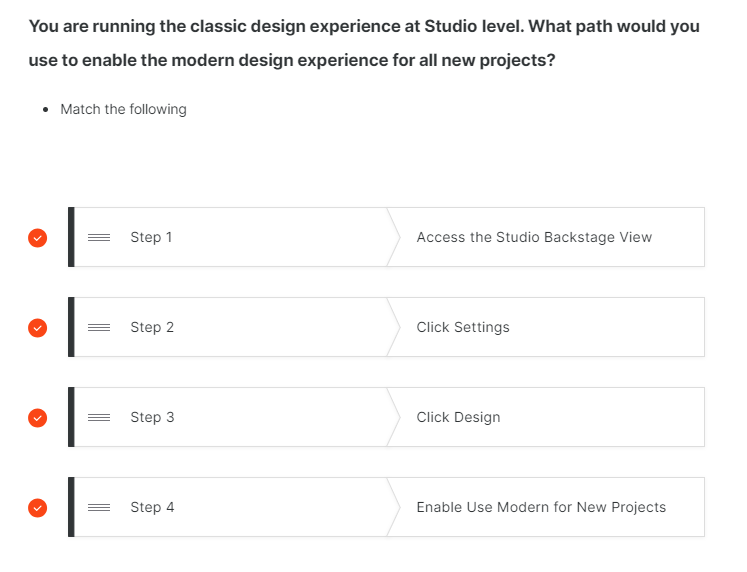 You are running the classic design experience at Studio level. What path would you
use to enable the modern design experience for all new projects?
Match the following
Step 1
Access the Studio Backstage View
Step 2
Click Settings
Step 3
Click Design
Step 4
Enable Use Modern for New Projects